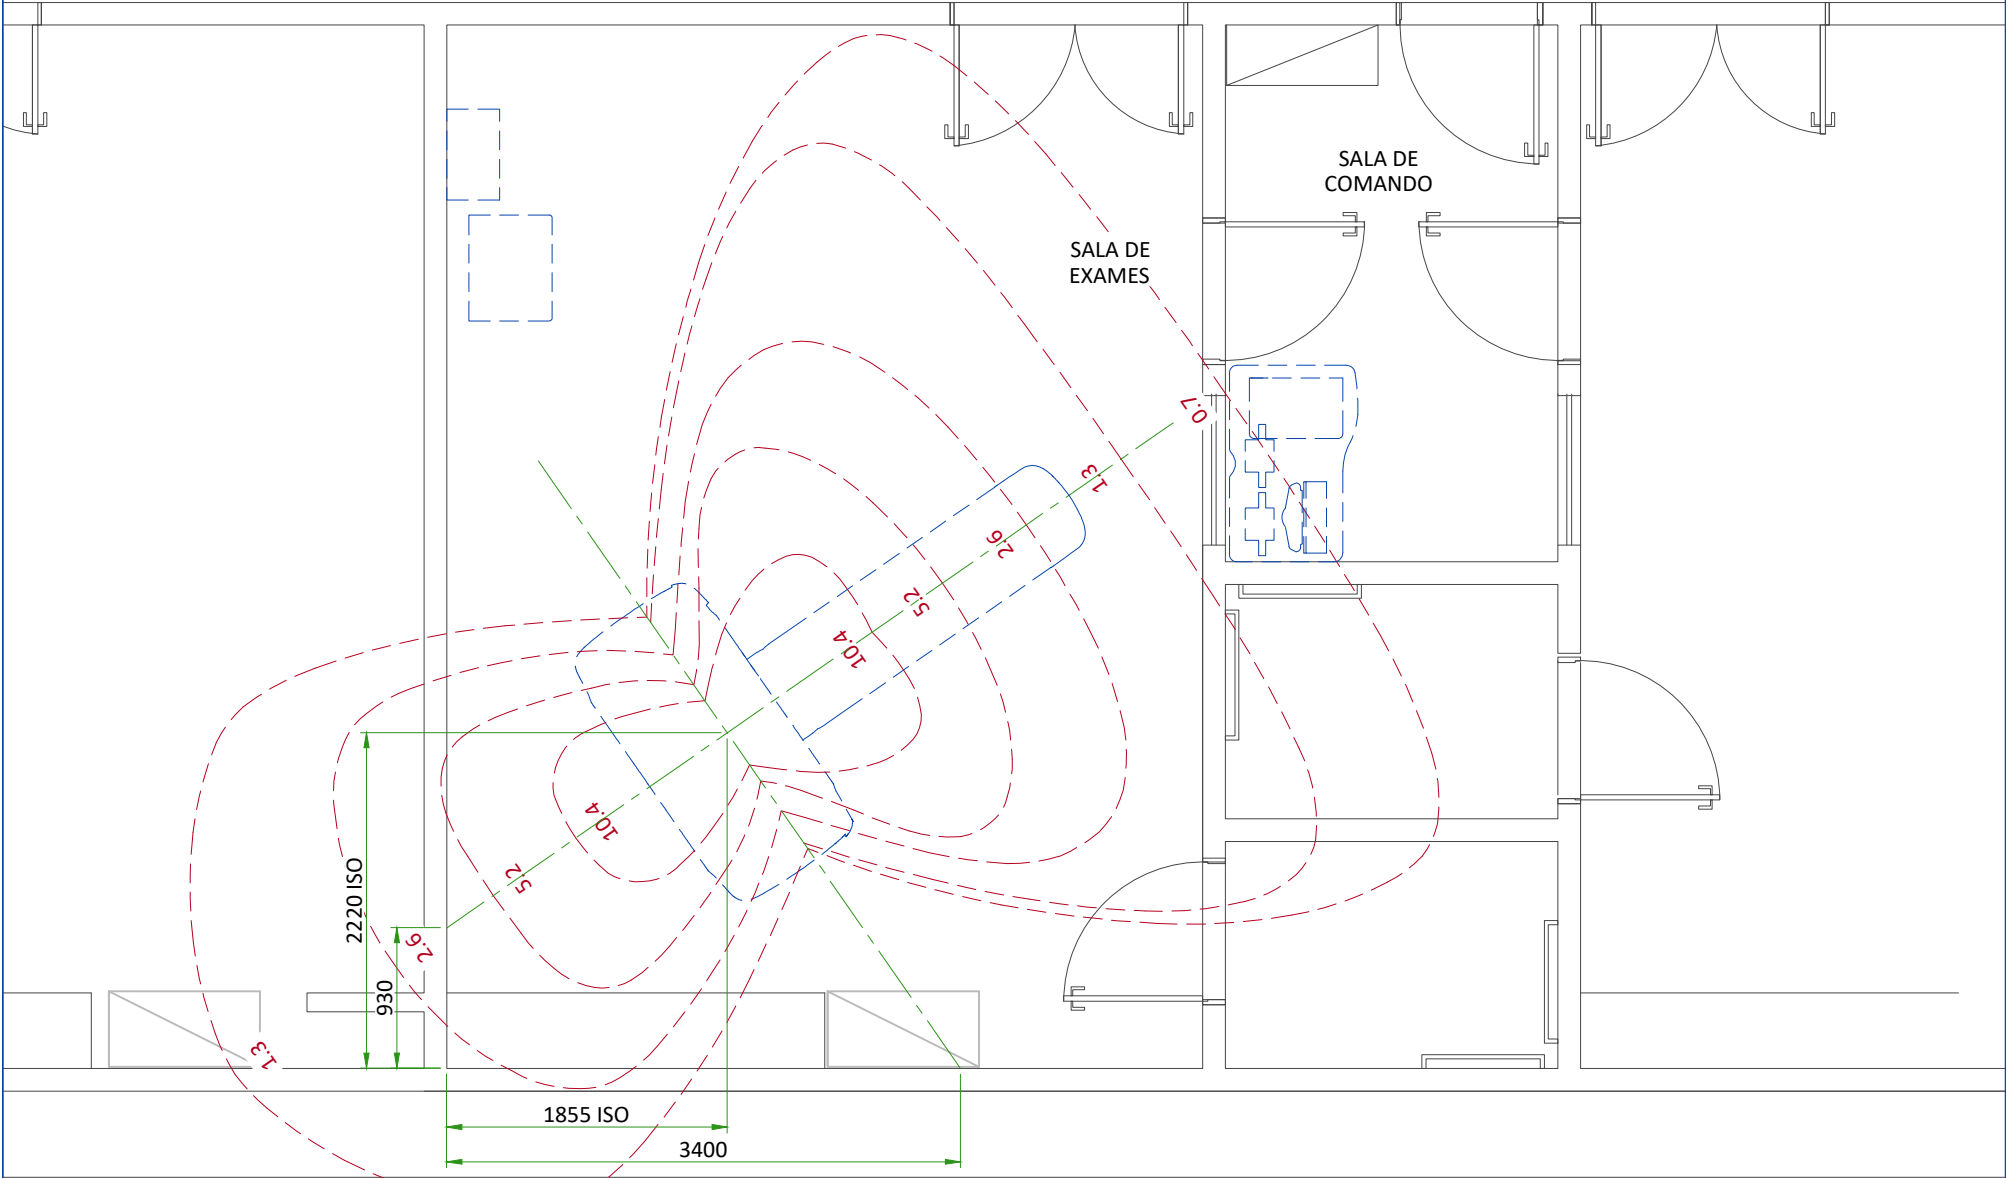 SALA DE
COMANDO
SALA DE
EXAMES
0.7
1.3
2.6
5.2
10.4
10.4
5.2
2.6
1.3
2220 ISO
930
1855 ISO
3400